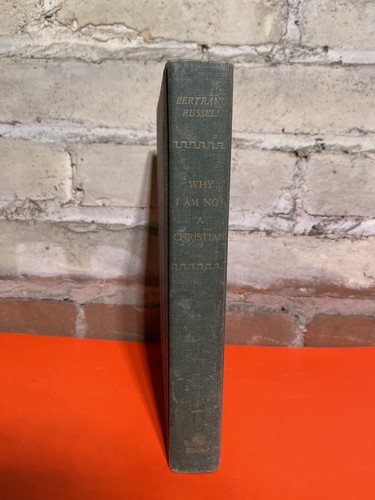 BERTRAND
RUSSELL
WHY
I AM NOT
A
CHRISTIAN